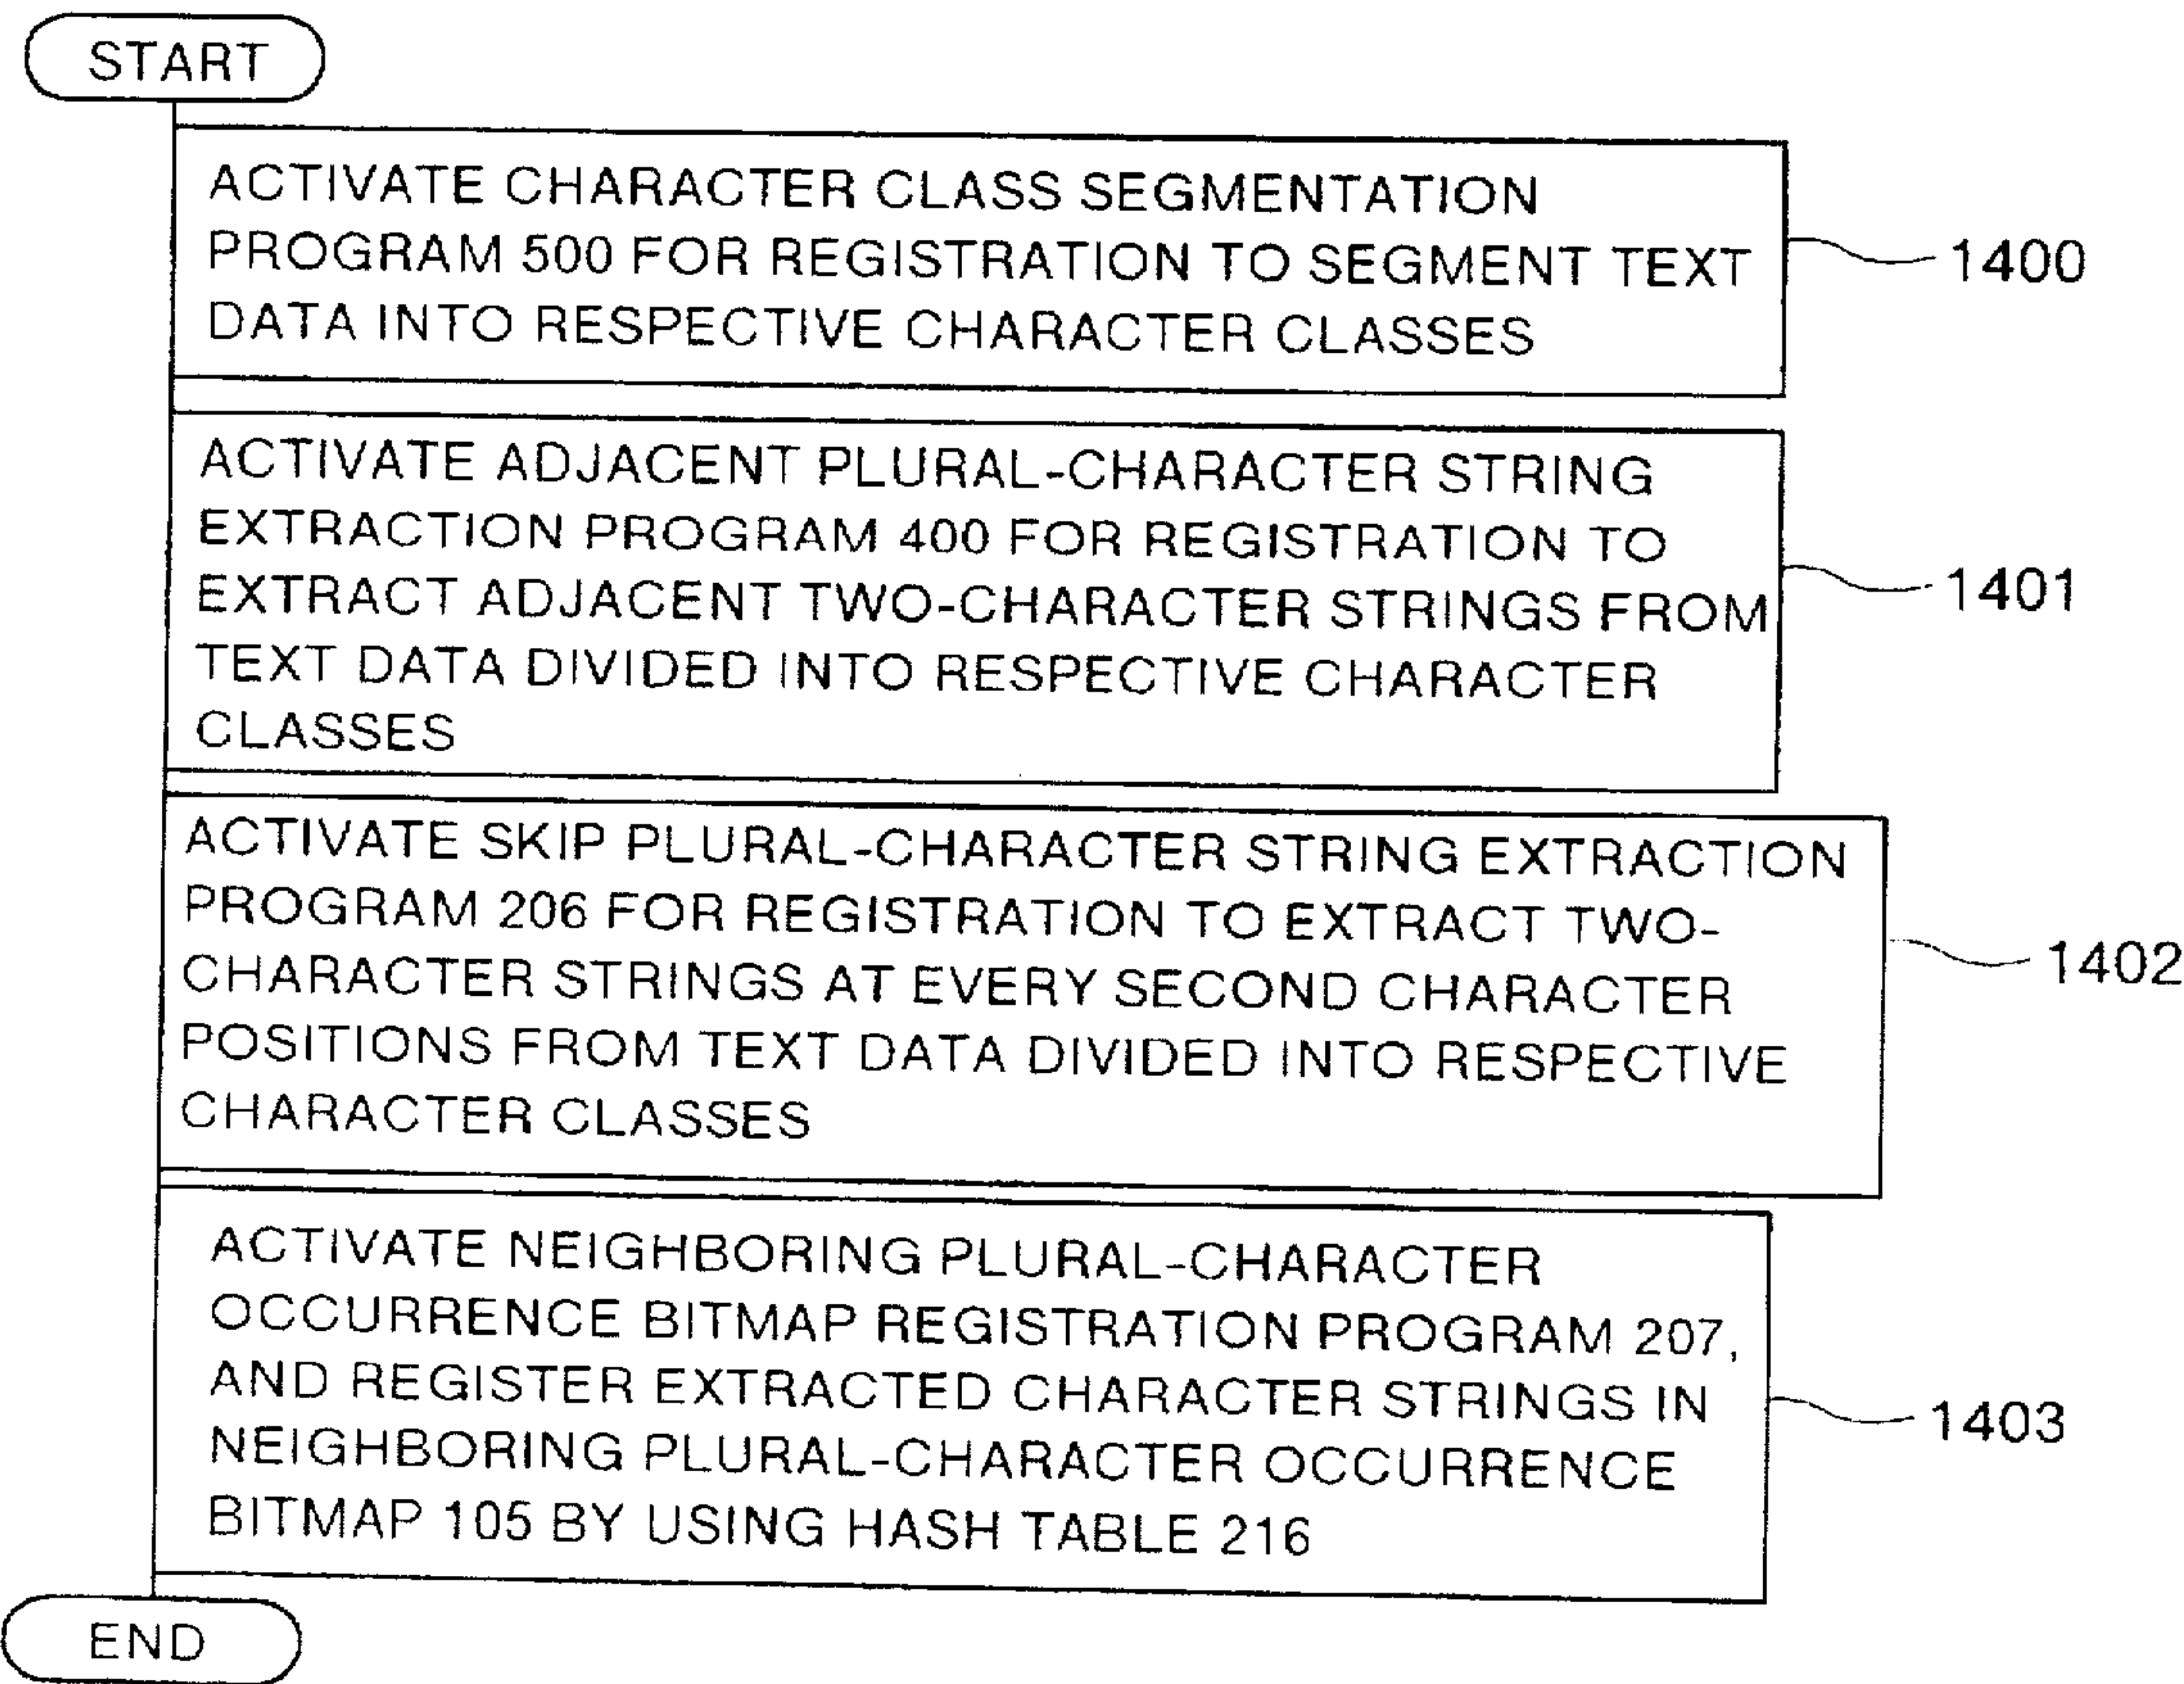 START
ACTIVATE CHARACTER CLASS SEGMENTATION
PROGRAM 500 FOR REGISTRATION TO SEGMENT TEXT
DATA INTO RESPECTIVE CHARACTER CLASSES
1400
ACTIVATE ADJACENT PLURAL-CHARACTER STRING
EXTRACTION PROGRAM 400 FOR REGISTRATION TO
EXTRACT ADJACENT TWO-CHARACTER STRINGS FROM
TEXT DATA DIVIDED INTO RESPECTIVE CHARACTER
CLASSES
1401
ACTIVATE SKIP PLURAL-CHARACTER STRING EXTRACTION
PROGRAM 206 FOR REGISTRATION TO EXTRACT TWO-
CHARACTER STRINGS AT EVERY SECOND CHARACTER
POSITIONS FROM TEXT DATA DIVIDED INTO RESPECTIVE
CHARACTER CLASSES
1402
ACTIVATE NEIGHBORING PLURAL-CHARACTER
OCCURRENCE BITMAP REGISTRATION PROGRAM 207,
AND REGISTER EXTRACTED CHARACTER STRINGS IN
NEIGHBORING PLURAL-CHARACTER OCCURRENCE
BITMAP 105 BY USING HASH TABLE 216
1403
END